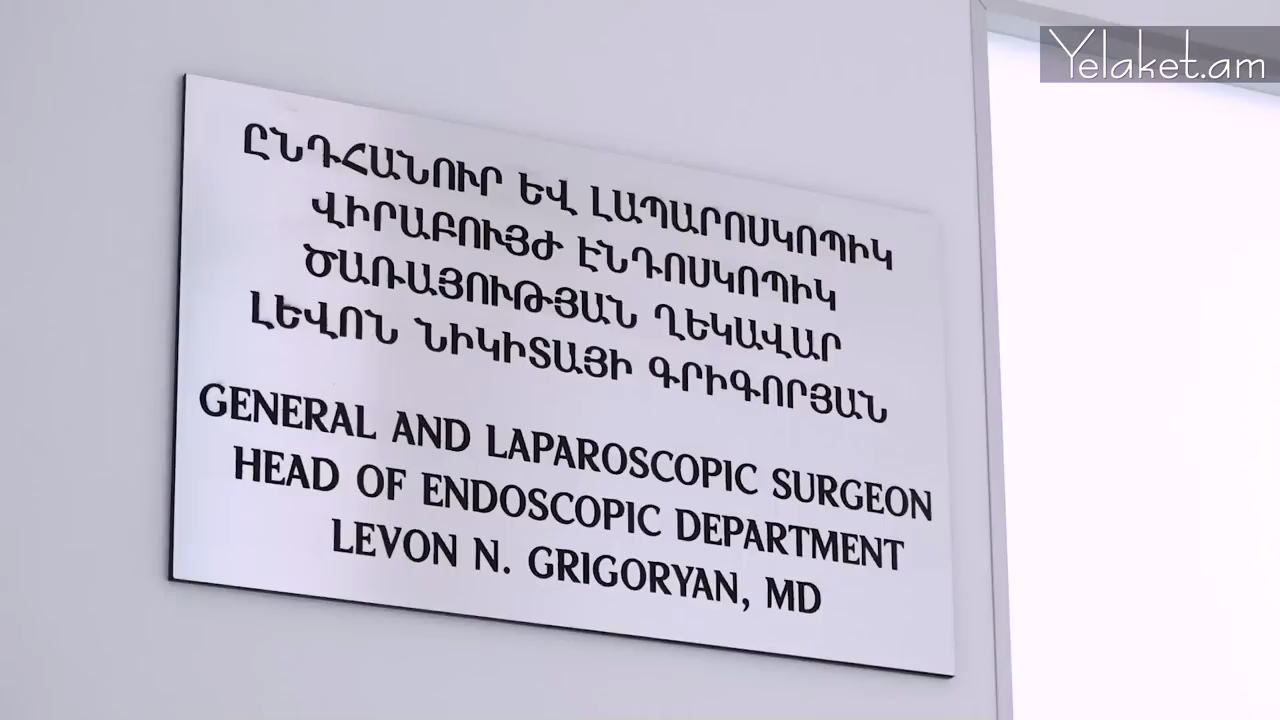 Yelaket.am
ԸՆԴՀԱՆՈՒՐ ԵՎ ԼԱՊԱՐՈՍԿՈՊԻԿ
ՎԻՐԱԲՈՒՅԺ ԷՆԴՈՍԿՈՊԻԿ
ԾԱՌԱՅՈՒԹՅԱՆ ՂԵԿԱՎԱՐ
ԼԵՎՈՆ ՆԻԿԻՏԱՅԻ ԳՐԻԳՈՐՅԱՆ
GENERAL AND LAPAROSCOPIC SURGEON
HEAD OF ENDOSCOPIC DEPARTMENT
LEVON N. GRIGORYAN, MD